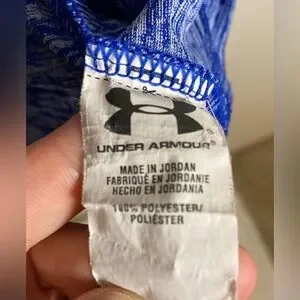 UNDER ARMOUR®
MADE IN JORDAN
FABRIQUÉ EN JORDANIE
HECHO EN JORDANIA
100% POLYESTER/
POLIÉSTER